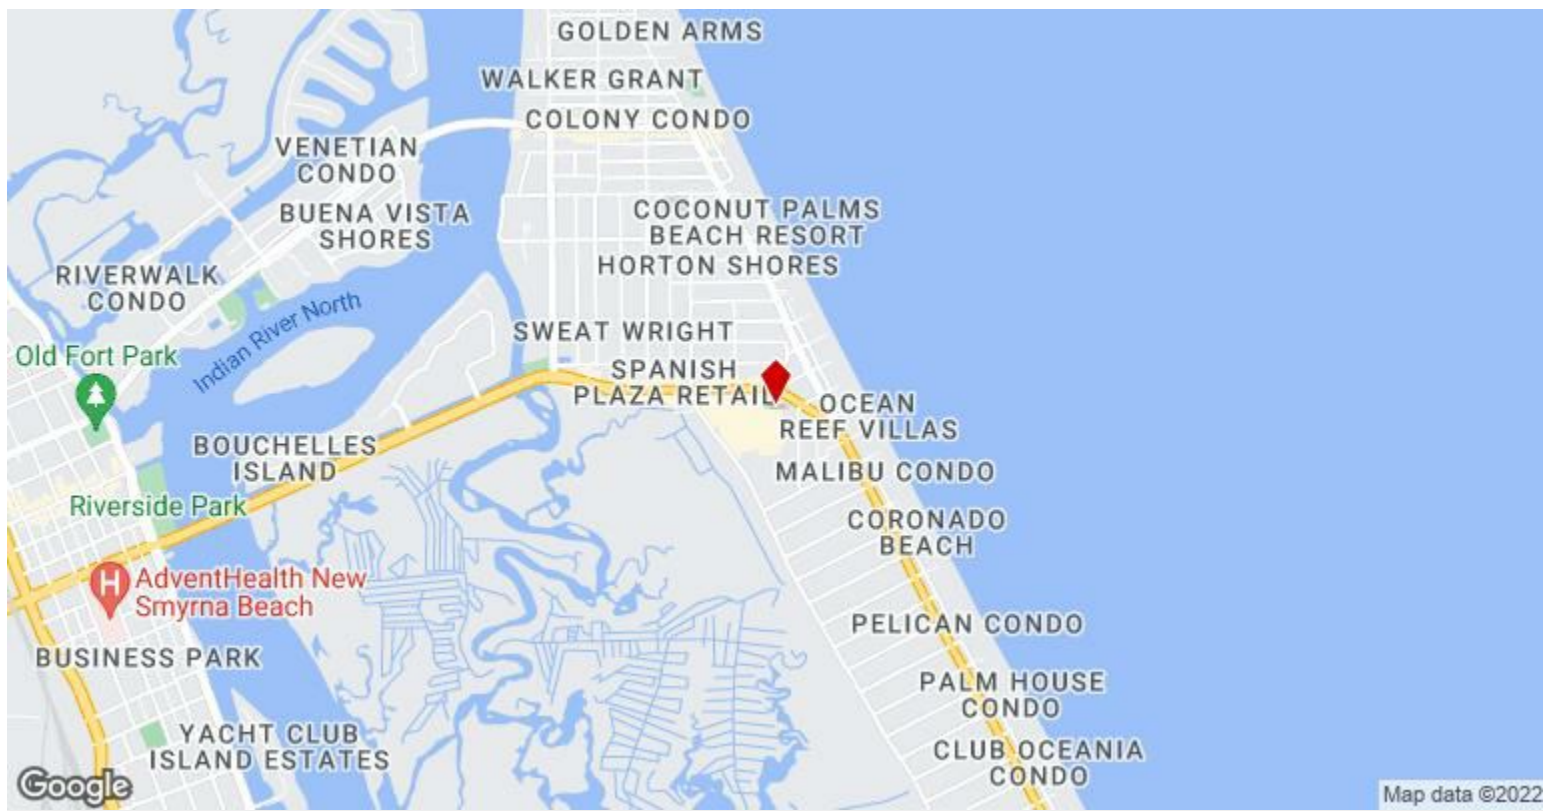 GOLDEN ARMS
WALKER GRANT
COLONY CONDO
VENETIAN
CONDO
BUENA VISTA
SHORES
COCONUT PALMS
BEACH RESORT
HORTON SHORES
RIVERWALK
CONDO
Indian River North
SWEAT WRIGHT
Old Fort Park
SPANISH
PLAZA RETAIL
OCEAN
REEF VILLAS
BOUCHELLES
ISLAND
MALIBU CONDO
Riverside Park
CORONADO
BEACH
H
AdventHealth New
Smyrna Beach
PELICAN CONDO
BUSINESS PARK
PALM HOUSE
CONDO
YACHT CLUB
ISLAND ESTATES
CLUB OCEANIA
CONDO
Google
Map data ©2022